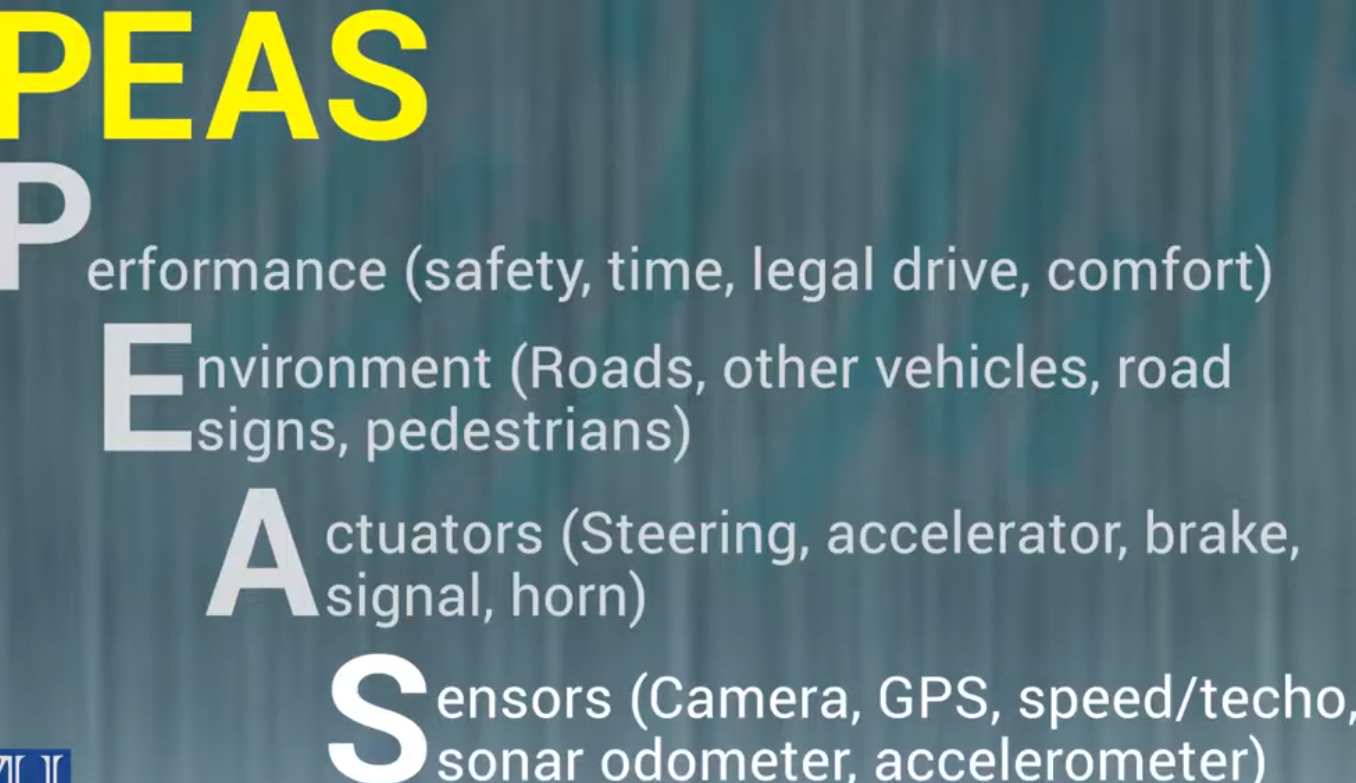 PEAS
Performance (safety, time, legal drive, comfort)
Environment (Roads, other vehicles, road
signs, pedestrians)
Actuators (Steering, accelerator, brake,
signal, horn)
Sensors (Camera, GPS, speed/techo,
sonar odometer, accelerometer)